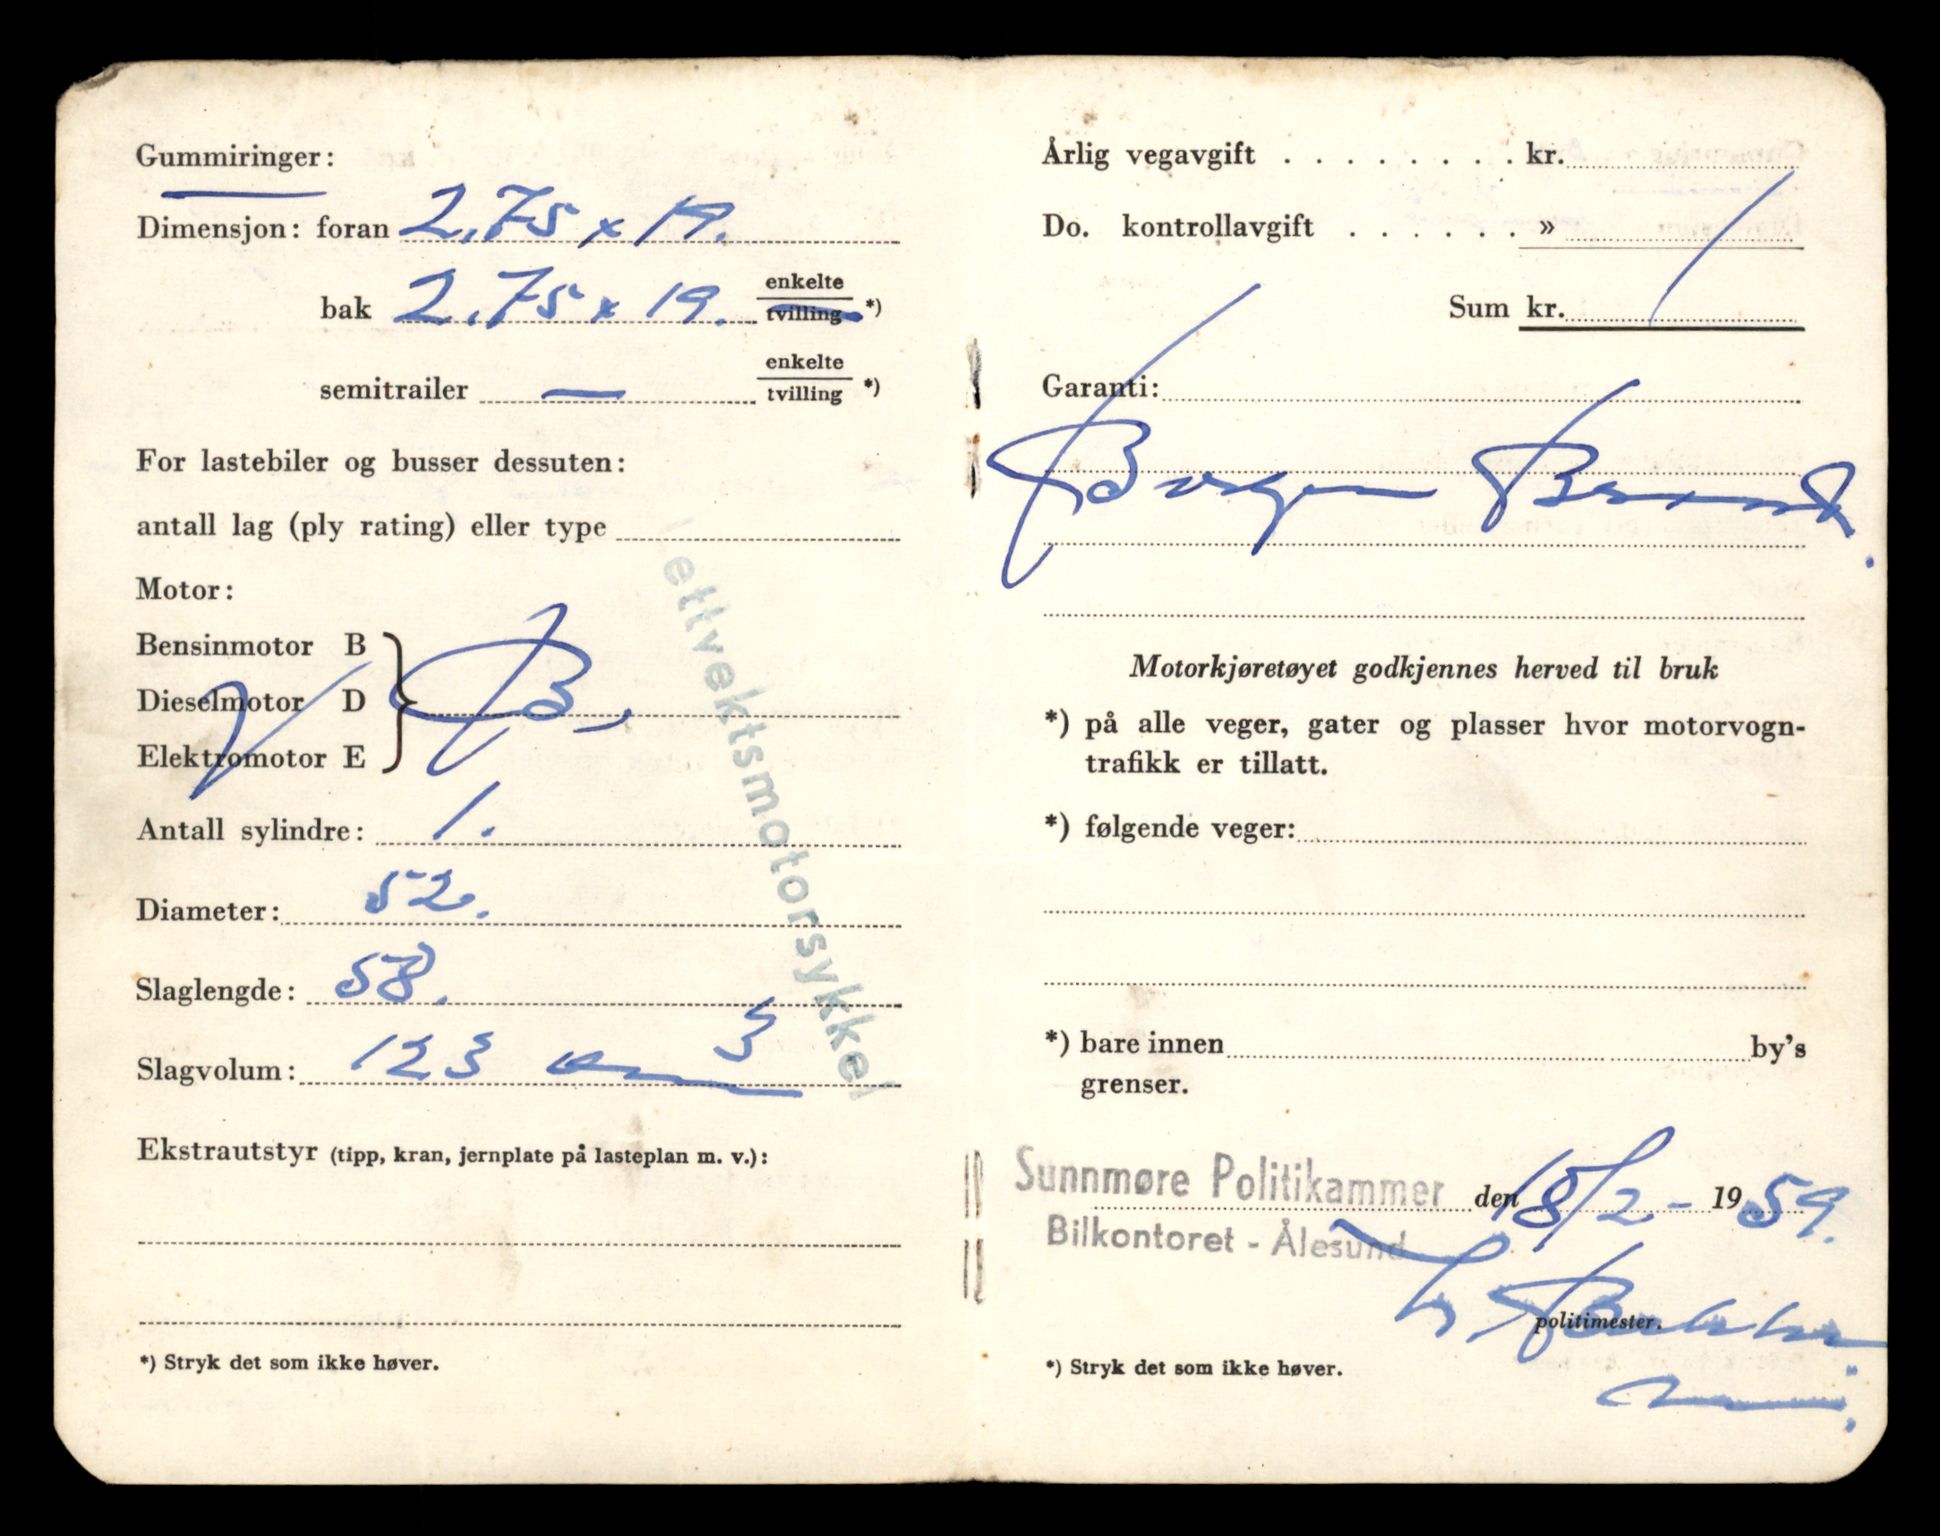 Gummiringer:
Dimensjon: foran 2.75 x 19.
bak 2.75 x 19. enkelte
tvilling *)
semitrailer — enkelte
tvilling *)
For lastebiler og busser dessuten:
antall lag (ply rating) eller type
Motor:
Bensinmotor B
Dieselmotor D
Elektromotor E
B.
Antall sylindre: 1.
Diameter: 52.
Slaglengde: 58.
Slagvolum: 123 cm3
lettvektsmotorsykkel
Ekstrautstyr (tipp, kran, jernplate på lasteplan m. v.):
*) Stryk det som ikke høver.
Årlig vegavgift . . . . . . . . kr.
Do. kontrollavgift . . . . . . »
Sum kr.
Garanti:
Borgen Brand.
Motorkjøretøyet godkjennes herved til bruk
*) på alle veger, gater og plasser hvor motorvogn-
trafikk er tillatt.
*) følgende veger:
*) bare innen by's
grenser.
Sunnmøre Politikammer den 18/2 - 1959.
Bilkontoret - Ålesund
politimester.
*) Stryk det som ikke høver.